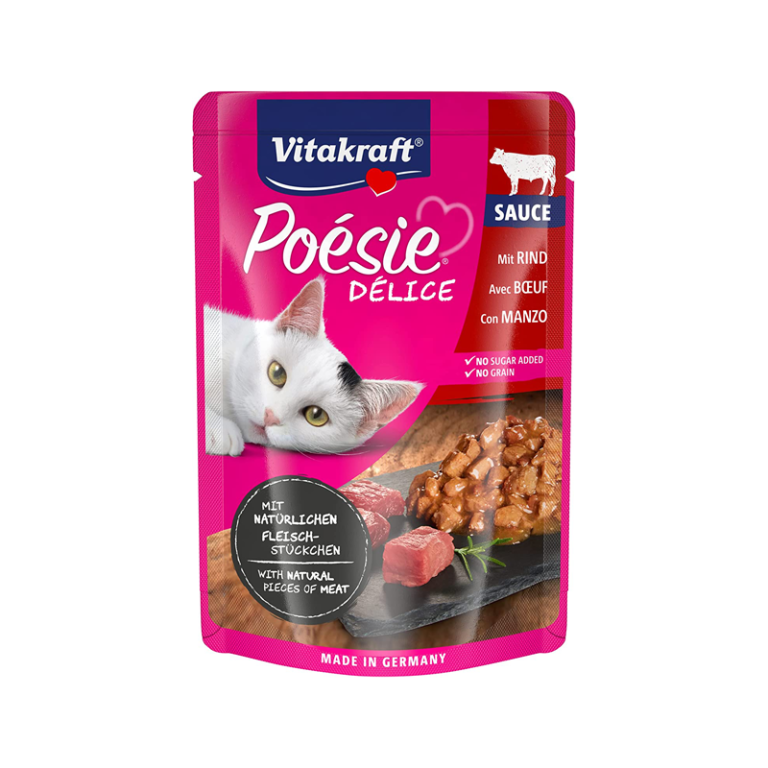 Vitakraft®
SAUCE
Poésie®
DÉLICE
Mit RIND
Avec BŒUF
Con MANZO
✓NO SUGAR ADDED
✓NO GRAIN
MIT
NATÜRLICHEN
FLEISCH-
STÜCKCHEN
WITH NATURAL
PIECES OF MEAT
MADE IN GERMANY